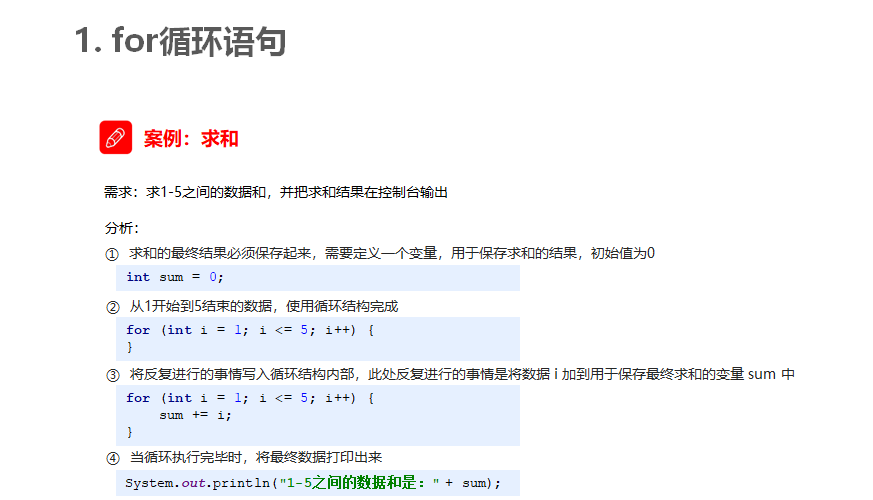 1. for循环语句
案例：求和
需求：求1-5之间的数据和，并把求和结果在控制台输出
分析：
① 求和的最终结果必须保存起来，需要定义一个变量，用于保存求和的结果，初始值为0
int sum = 0;
② 从1开始到5结束的数据，使用循环结构完成
for (int i = 1; i <= 5; i++) {
}
③ 将反复进行的事情写入循环结构内部，此处反复进行的事情是将数据 i 加到用于保存最终求和的变量 sum 中
for (int i = 1; i <= 5; i++) {
    sum += i;
}
④ 当循环执行完毕时，将最终数据打印出来
System.out.println("1-5之间的数据和是：" + sum);